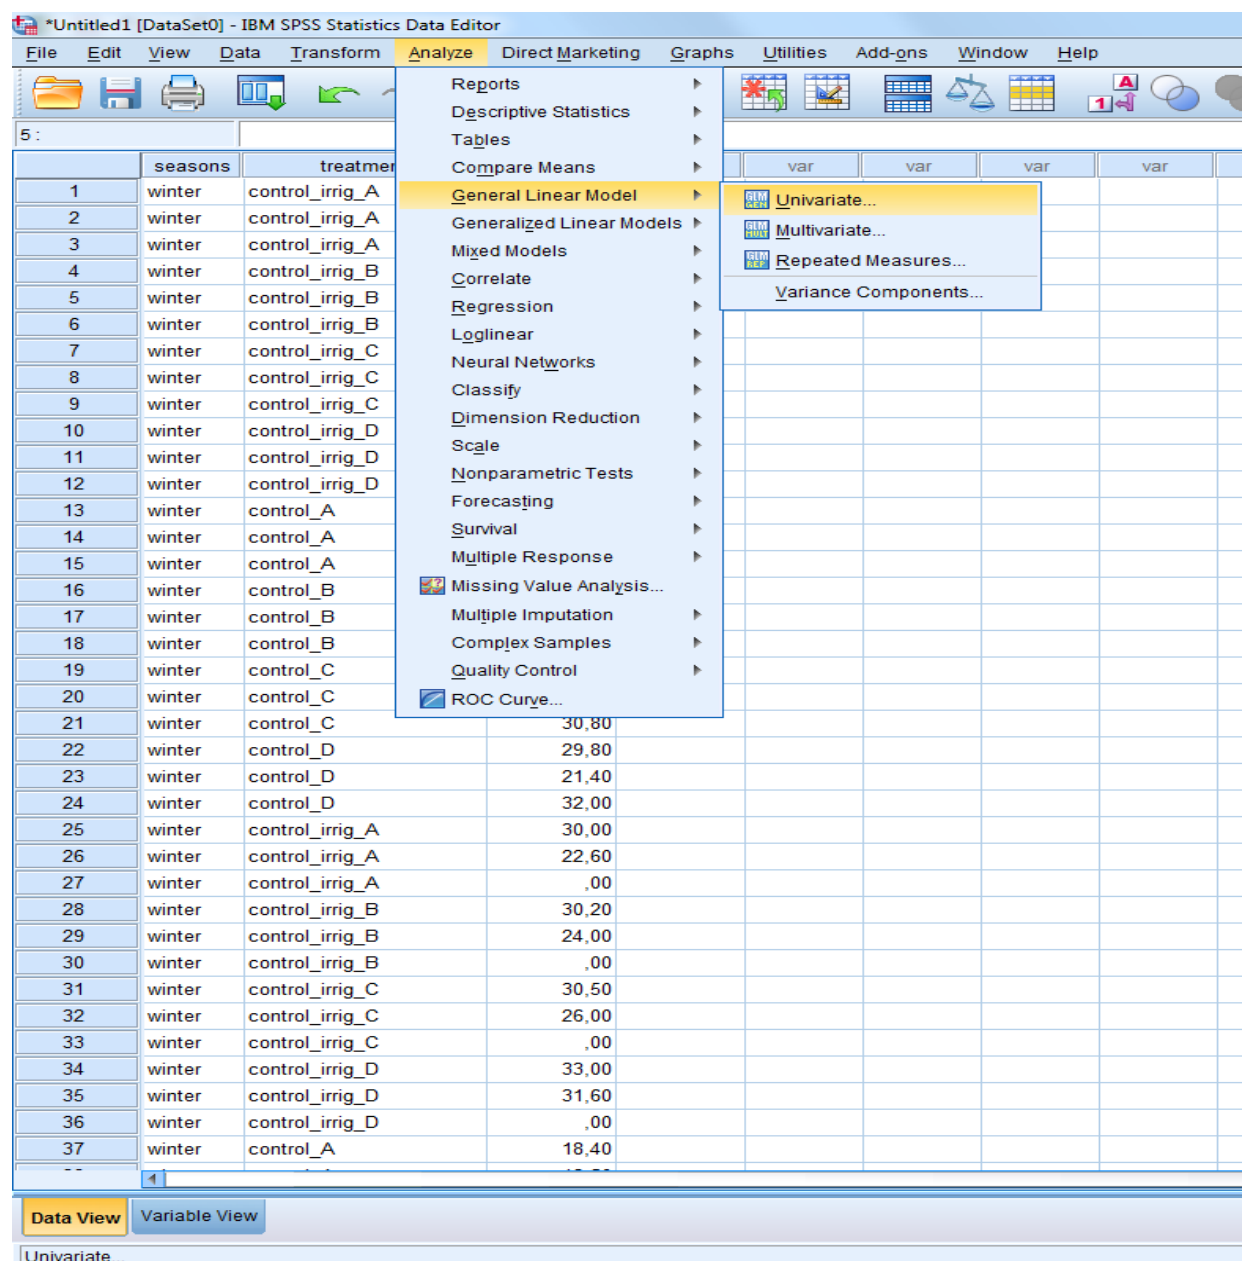 *Untitled1 [DataSet0] - IBM SPSS Statistics Data Editor
File Edit View Data Transform Analyze Direct Marketing Graphs Utilities Add-ons Window Help
A
1
5 :
seasons var var var var
Reports
Descriptive Statistics
Tables
Compare Means
General Linear Model
Generalized Linear Models
Mixed Models
Correlate
Regression
Loglinear
Neural Networks
Classify
Dimension Reduction
Scale
Nonparametric Tests
Forecasting
Survival
Multiple Response
Missing Value Analysis...
Multiple Imputation
Complex Samples
Quality Control
ROC Curve...
GLM GEN Univariate...
GLM MULT Multivariate...
GLM REP Repeated Measures...
Variance Components...
1 winter control_irrig_A
2 winter control_irrig_A
3 winter control_irrig_A
4 winter control_irrig_B
5 winter control_irrig_B
6 winter control_irrig_B
7 winter control_irrig_C
8 winter control_irrig_C
9 winter control_irrig_C
10 winter control_irrig_D
11 winter control_irrig_D
12 winter control_irrig_D
13 winter control_A
14 winter control_A
15 winter control_A
16 winter control_B
17 winter control_B
18 winter control_B
19 winter control_C
20 winter control_C
21 winter control_C 30,80
22 winter control_D 29,80
23 winter control_D 21,40
24 winter control_D 32,00
25 winter control_irrig_A 30,00
26 winter control_irrig_A 22,60
27 winter control_irrig_A ,00
28 winter control_irrig_B 30,20
29 winter control_irrig_B 24,00
30 winter control_irrig_B ,00
31 winter control_irrig_C 30,50
32 winter control_irrig_C 26,00
33 winter control_irrig_C ,00
34 winter control_irrig_D 33,00
35 winter control_irrig_D 31,60
36 winter control_irrig_D ,00
37 winter control_A 18,40
Data View Variable View
Univariate...